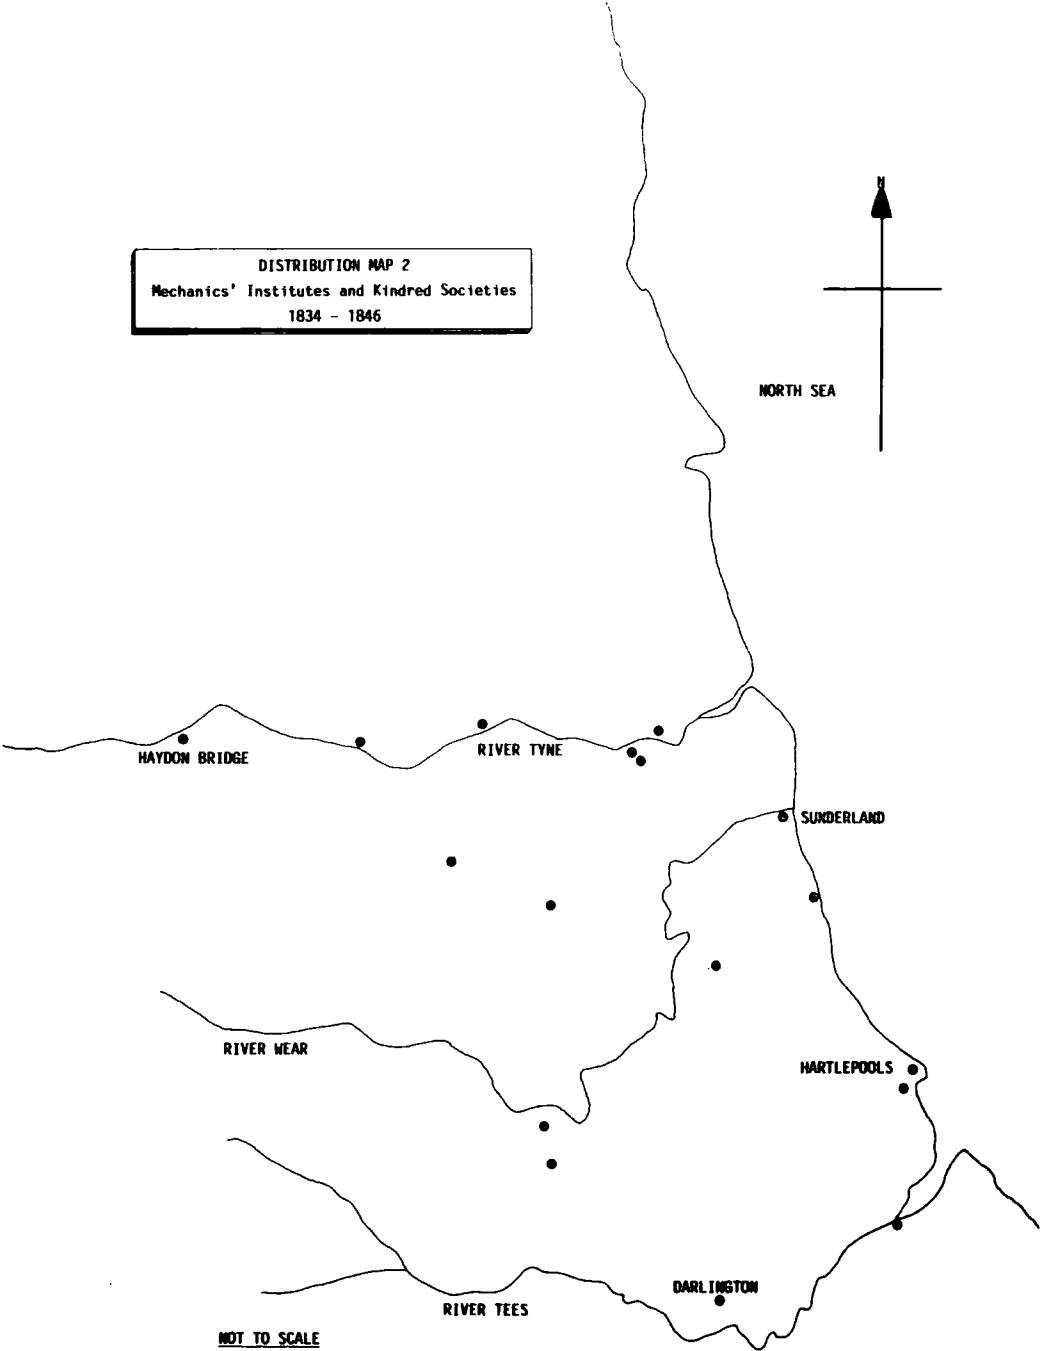 N
DISTRIBUTION MAP 2
Mechanics' Institutes and Kindred Societies
1834 - 1846
NORTH SEA
HAYDON BRIDGE
RIVER TYNE
SUNDERLAND
RIVER WEAR
HARTLEPOOLS
DARLINGTON
RIVER TEES
NOT TO SCALE